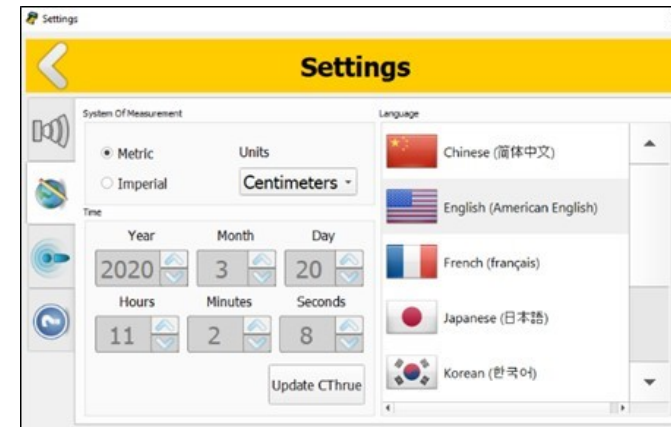 Settings
Settings
System Of Measurement
Metric
Imperial
Units
Centimeters
Time
Year Month Day
2020 3 20
Hours Minutes Seconds
11 2 8
Update CThrue
Language
Chinese (简体中文)
English (American English)
French (français)
Japanese (日本語)
Korean (한국어)